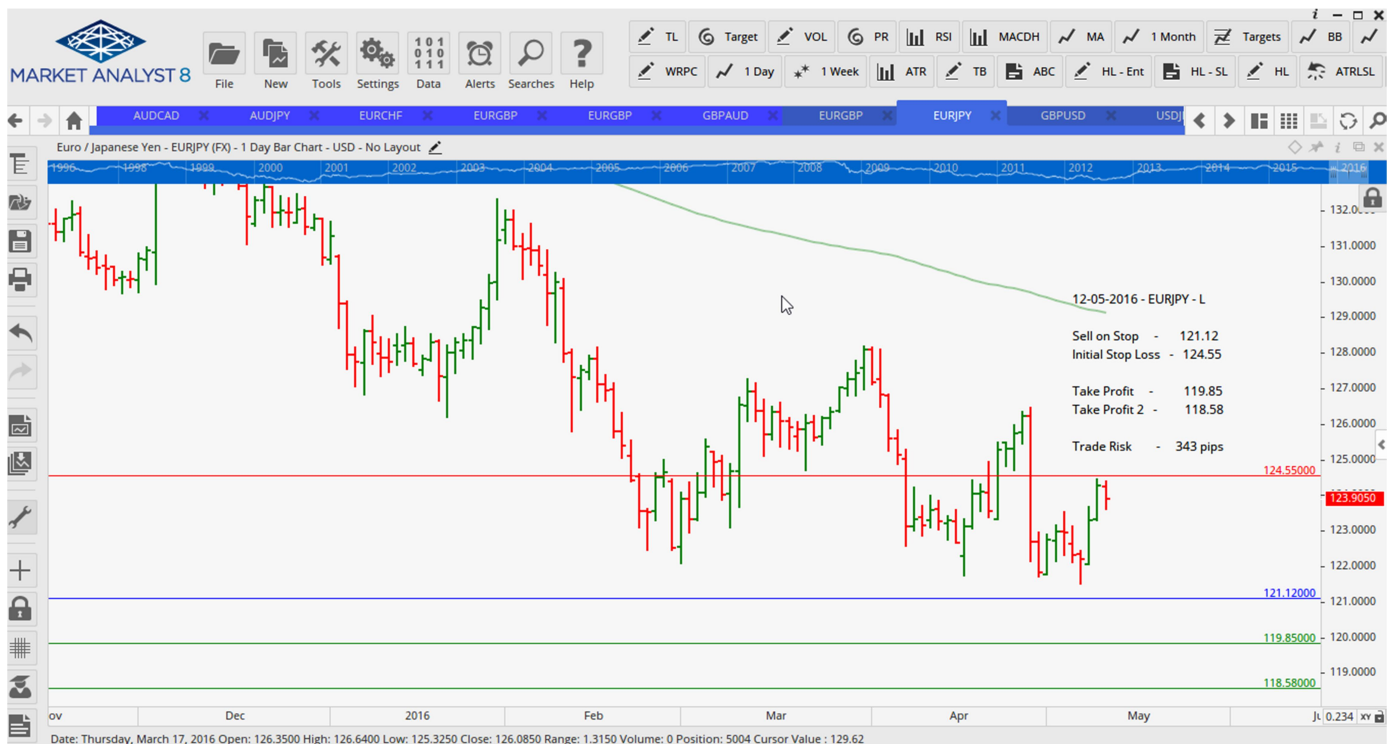 MARKET ANALYST 8
File
New
Tools
Settings
Data
Alerts
Searches
Help
TL
Target
VOL
PR
RSI
MACDH
MA
1 Month
Targets
BB
WRPC
1 Day
1 Week
ATR
TB
ABC
HL - Ent
HL - SL
HL
ATRLSL
AUDCAD
AUDJPY
EURCHF
EURGBP
EURGBP
GBPAUD
EURGBP
EURJPY
GBPUSD
Euro / Japanese Yen - EURJPY (FX) - 1 Day Bar Chart - USD - No Layout
1996 1998 1999 2000 2001 2002 2003 2004 2005 2006 2007 2008 2009 2010 2011 2012 2013 2014 2015 2016
131.0000
130.0000
12-05-2016 - EURJPY - L
129.0000
Sell on Stop - 121.12
Initial Stop Loss - 124.55
128.0000
Take Profit - 119.85
127.0000
Take Profit 2 - 118.58
126.0000
Trade Risk - 343 pips
125.0000
124.55000
123.9050
123.0000
122.0000
121.12000
121.0000
120.0000
119.85000
119.0000
118.58000
ov Dec 2016 Feb Mar Apr May
0.234 XY
Date: Thursday, March 17, 2016 Open: 126.3500 High: 126.6400 Low: 125.3250 Close: 126.0850 Range: 1.3150 Volume: 0 Position: 5004 Cursor Value : 129.62